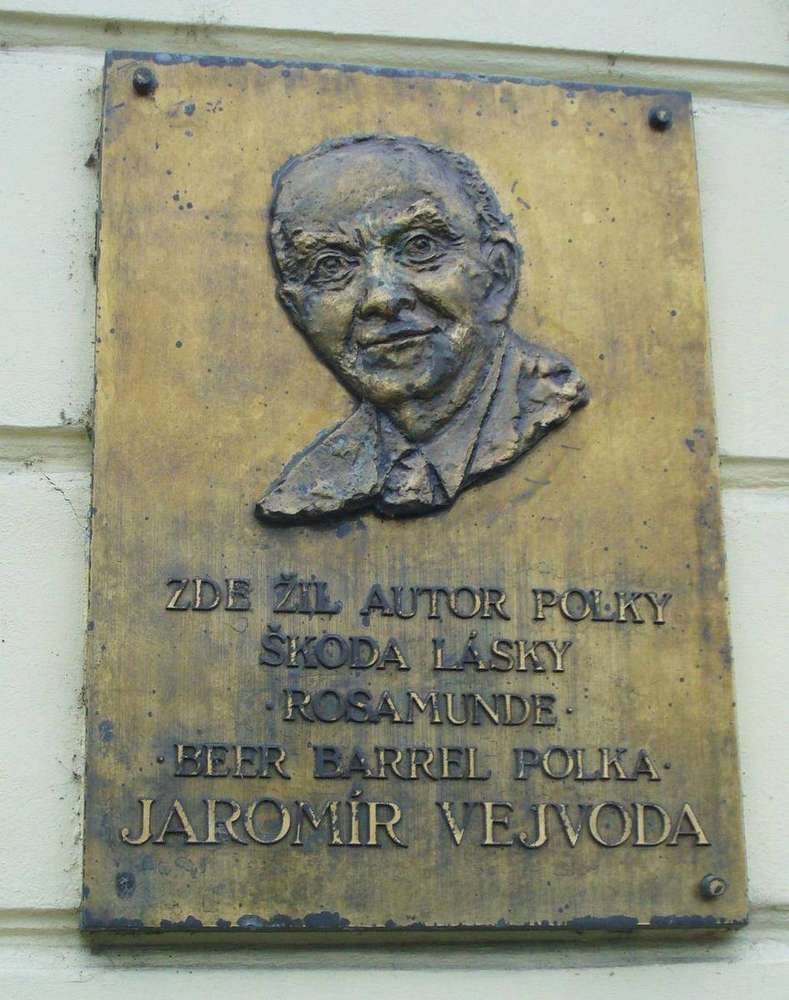 ZDE ŽIL AUTOR POLKY
ŠKODA LÁSKY
·ROSAMUNDE·
·BEER BARREL POLKA·
JAROMÍR VEJVODA